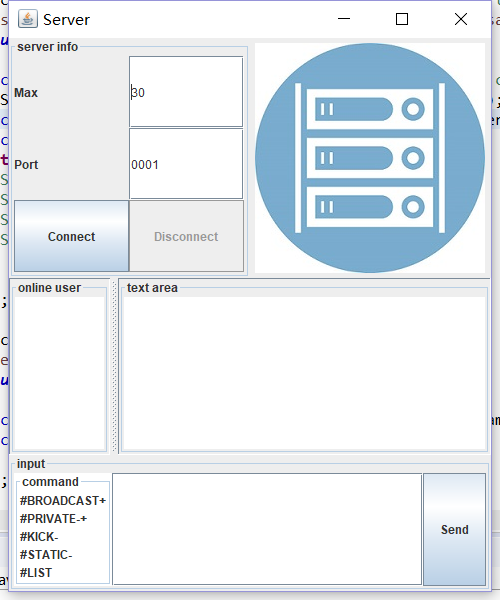 Server
server info
Max
30
Port
0001
Connect
Disconnect
online user
text area
input
command
#BROADCAST+
#PRIVATE-+
#KICK-
#STATIC-
#LIST
Send